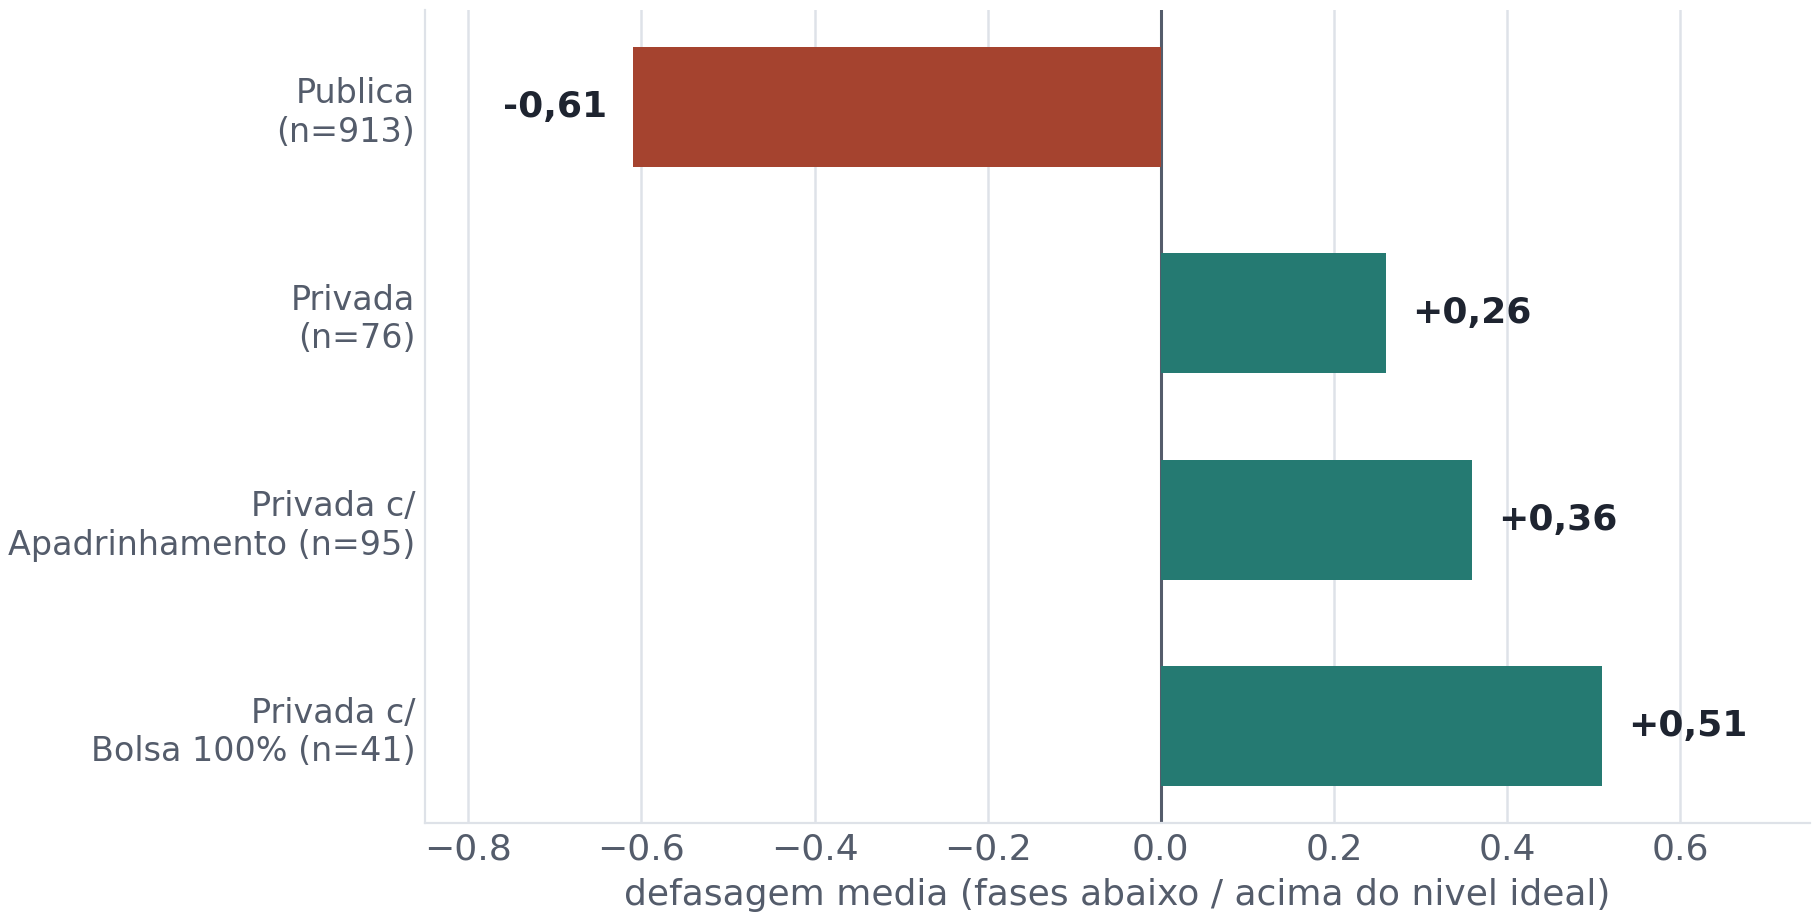 Publica
(n=913)
-0,61
Privada
(n=76)
+0,26
Privada c/
Apadrinhamento (n=95)
+0,36
Privada c/
Bolsa 100% (n=41)
+0,51
−0.8 −0.6 −0.4 −0.2 0.0 0.2 0.4 0.6
defasagem media (fases abaixo / acima do nivel ideal)